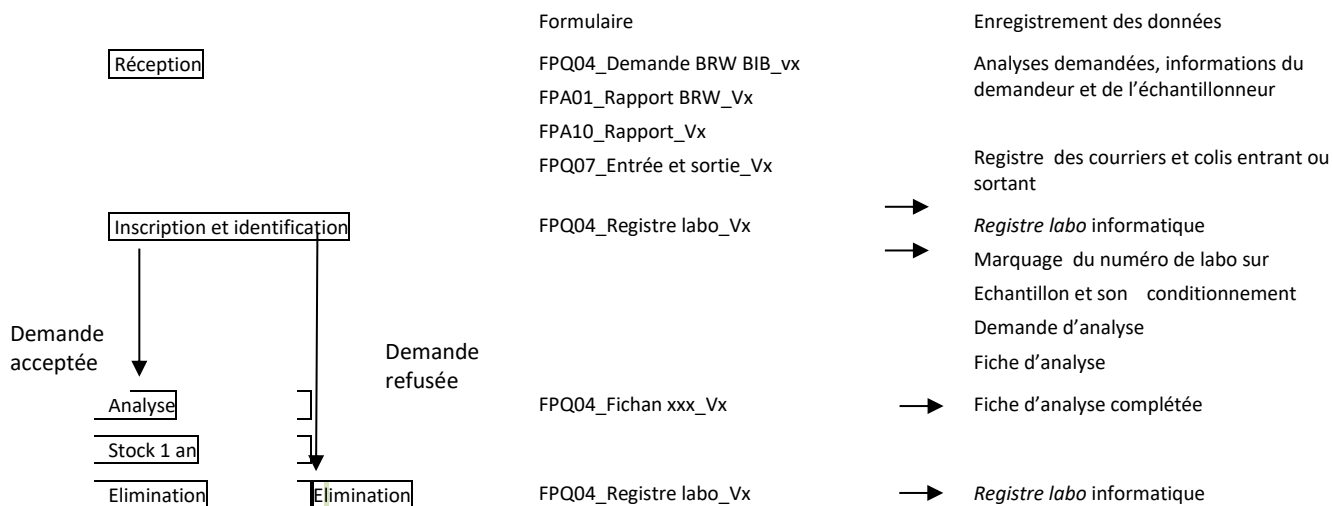 Formulaire Enregistrement des données
Réception FPQ04_Demande BRW BIB_vx Analyses demandées, informations du
demandeur et de l'échantillonneur
FPA01_Rapport BRW_Vx
FPA10_Rapport_Vx
FPQ07_Entrée et sortie_Vx Registre des courriers et colis entrant ou
sortant
Inscription et identification FPQ04_Registre labo_Vx Registre labo informatique
Marquage du numéro de labo sur
Echantillon et son conditionnement
Demande d'analyse
Fiche d'analyse
Demande
acceptée
Demande
refusée
Analyse FPQ04_Fichan xxx_Vx Fiche d'analyse complétée
Stock 1 an
Elimination Elimination FPQ04_Registre labo_Vx Registre labo informatique